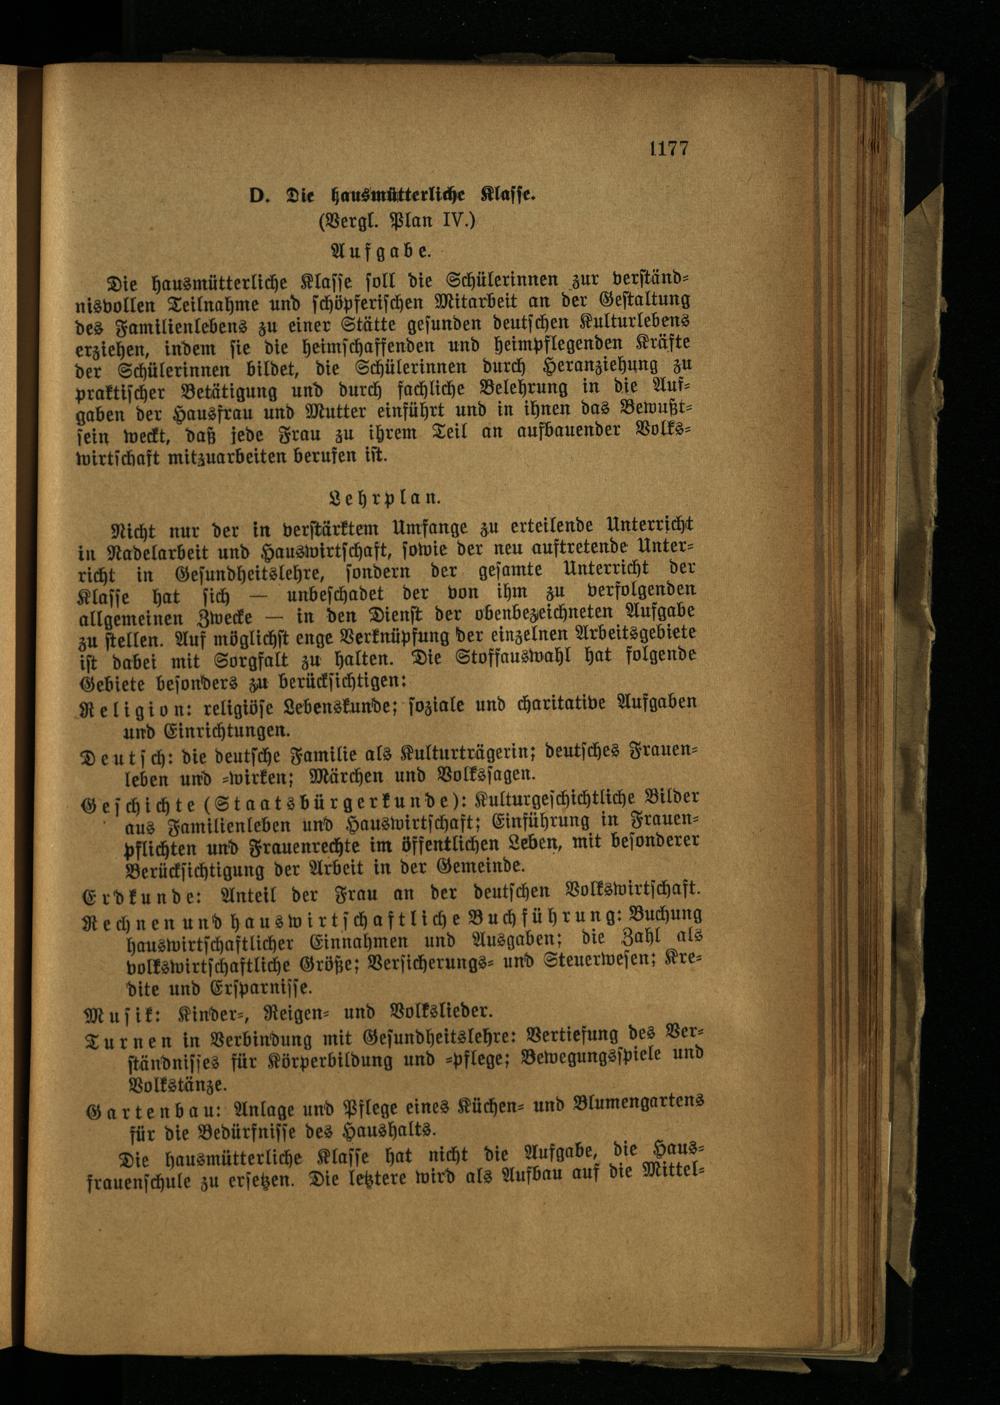 1177
D. Die hausmütterliche Klasse.
(Vergl. Plan IV.)
Aufgabe.
Die hausmütterliche Klasse soll die Schülerinnen zur verständ-
nisvollen Teilnahme und schöpferischen Mitarbeit an der Gestaltung
des Familienlebens zu einer Stätte gesunden deutschen Kulturlebens
erziehen, indem sie die heimschaffenden und heimpflegenden Kräfte
der Schülerinnen bildet, die Schülerinnen durch Heranziehung zu
praktischer Betätigung und durch fachliche Belehrung in die Auf-
gaben der Hausfrau und Mutter einführt und in ihnen das Bewußt-
sein weckt, daß jede Frau zu ihrem Teil an aufbauender Volks-
wirtschaft mitzuarbeiten berufen ist.
Lehrplan.
Nicht nur der in verstärktem Umfange zu erteilende Unterricht
in Nadelarbeit und Hauswirtschaft, sowie der neu auftretende Unter-
richt in Gesundheitslehre, sondern der gesamte Unterricht der
Klasse hat sich — unbeschadet der von ihm zu verfolgenden
allgemeinen Zwecke — in den Dienst der obenbezeichneten Aufgabe
zu stellen. Auf möglichst enge Verknüpfung der einzelnen Arbeitsgebiete
ist dabei mit Sorgfalt zu halten. Die Stoffauswahl hat folgende
Gebiete besonders zu berücksichtigen:
Religion: religiöse Lebenskunde; soziale und charitative Aufgaben
und Einrichtungen.
Deutsch: die deutsche Familie als Kulturträgerin; deutsches Frauen-
leben und -wirken; Märchen und Volkssagen.
Geschichte (Staatsbürgerkunde): Kulturgeschichtliche Bilder
aus Familienleben und Hauswirtschaft; Einführung in Frauen-
pflichten und Frauenrechte im öffentlichen Leben, mit besonderer
Berücksichtigung der Arbeit in der Gemeinde.
Erdkunde: Anteil der Frau an der deutschen Volkswirtschaft.
Rechnen und hauswirtschaftliche Buchführung: Buchung
hauswirtschaftlicher Einnahmen und Ausgaben; die Zahl als
volkswirtschaftliche Größe; Versicherungs- und Steuerwesen; Kre-
dite und Ersparnisse.
Musik: Kinder-, Reigen- und Volkslieder.
Turnen in Verbindung mit Gesundheitslehre: Vertiefung des Ver-
ständnisses für Körperbildung und -pflege; Bewegungsspiele und
Volkstänze.
Gartenbau: Anlage und Pflege eines Küchen- und Blumengartens
für die Bedürfnisse des Haushalts.
Die hausmütterliche Klasse hat nicht die Aufgabe, die Haus-
frauenschule zu ersetzen. Die letztere wird als Aufbau auf die Mittel-